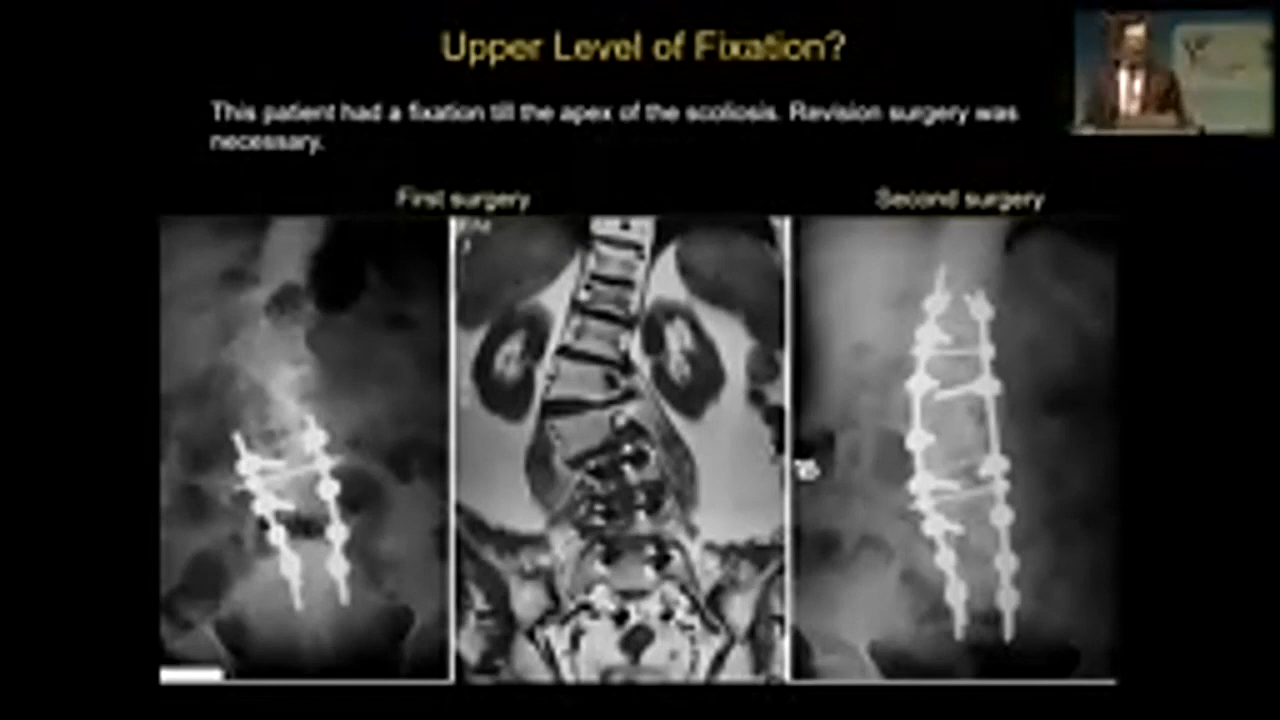 Upper Level of Fixation?
This patient had a fixation till the apex of the scoliosis. Revision surgery was
necessary.
First surgery
Second surgery